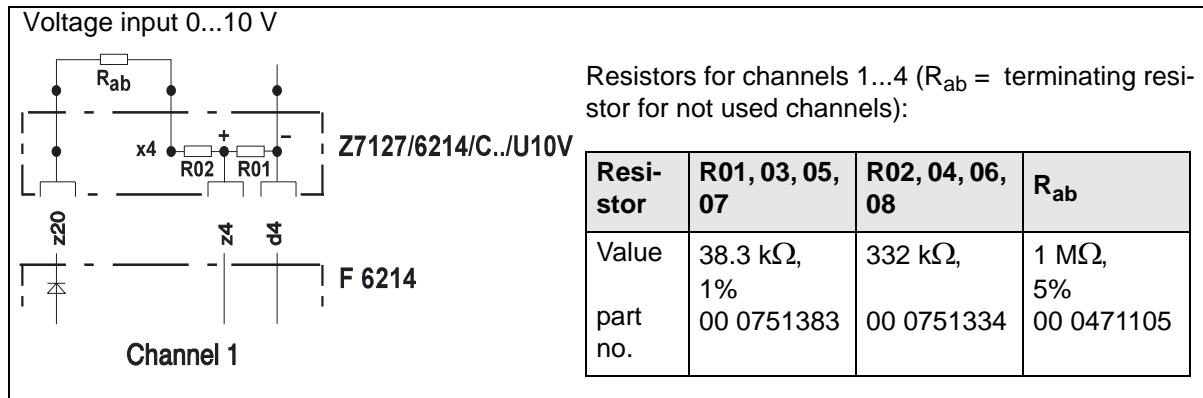 Voltage input 0...10 V
Rab
x4
+
–
R02
R01
Z7127/6214/C../U10V
z20
z4
d4
F 6214
Channel 1
Resistors for channels 1...4 (Rab = terminating resi-
stor for not used channels):
Resi-
stor
R01, 03, 05,
07
R02, 04, 06,
08
Rab
Value
38.3 kΩ,
1%
332 kΩ,
1 MΩ,
5%
part
no.
00 0751383
00 0751334
00 0471105